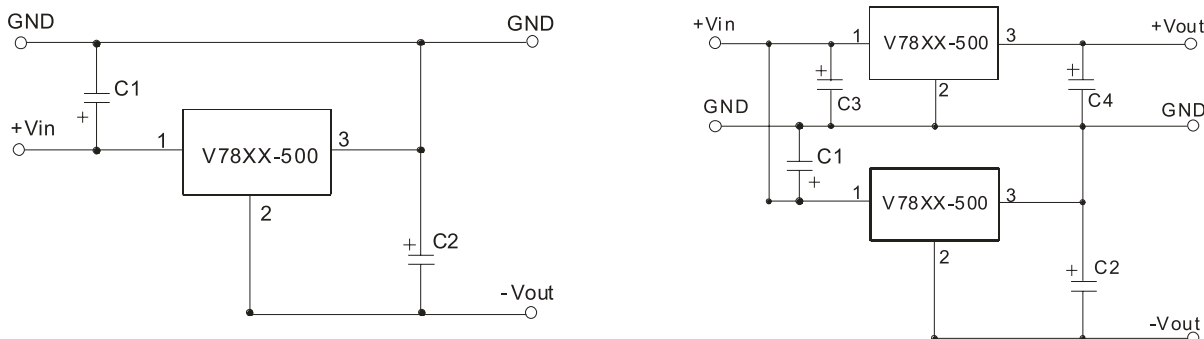 GND
GND
C1
+
+Vin
1
V78XX-500
3
2
+
C2
-Vout
+Vin
1
V78XX-500
3
+Vout
+
C3
2
+
C4
GND
GND
C1
+
1
V78XX-500
3
2
+
C2
-Vout